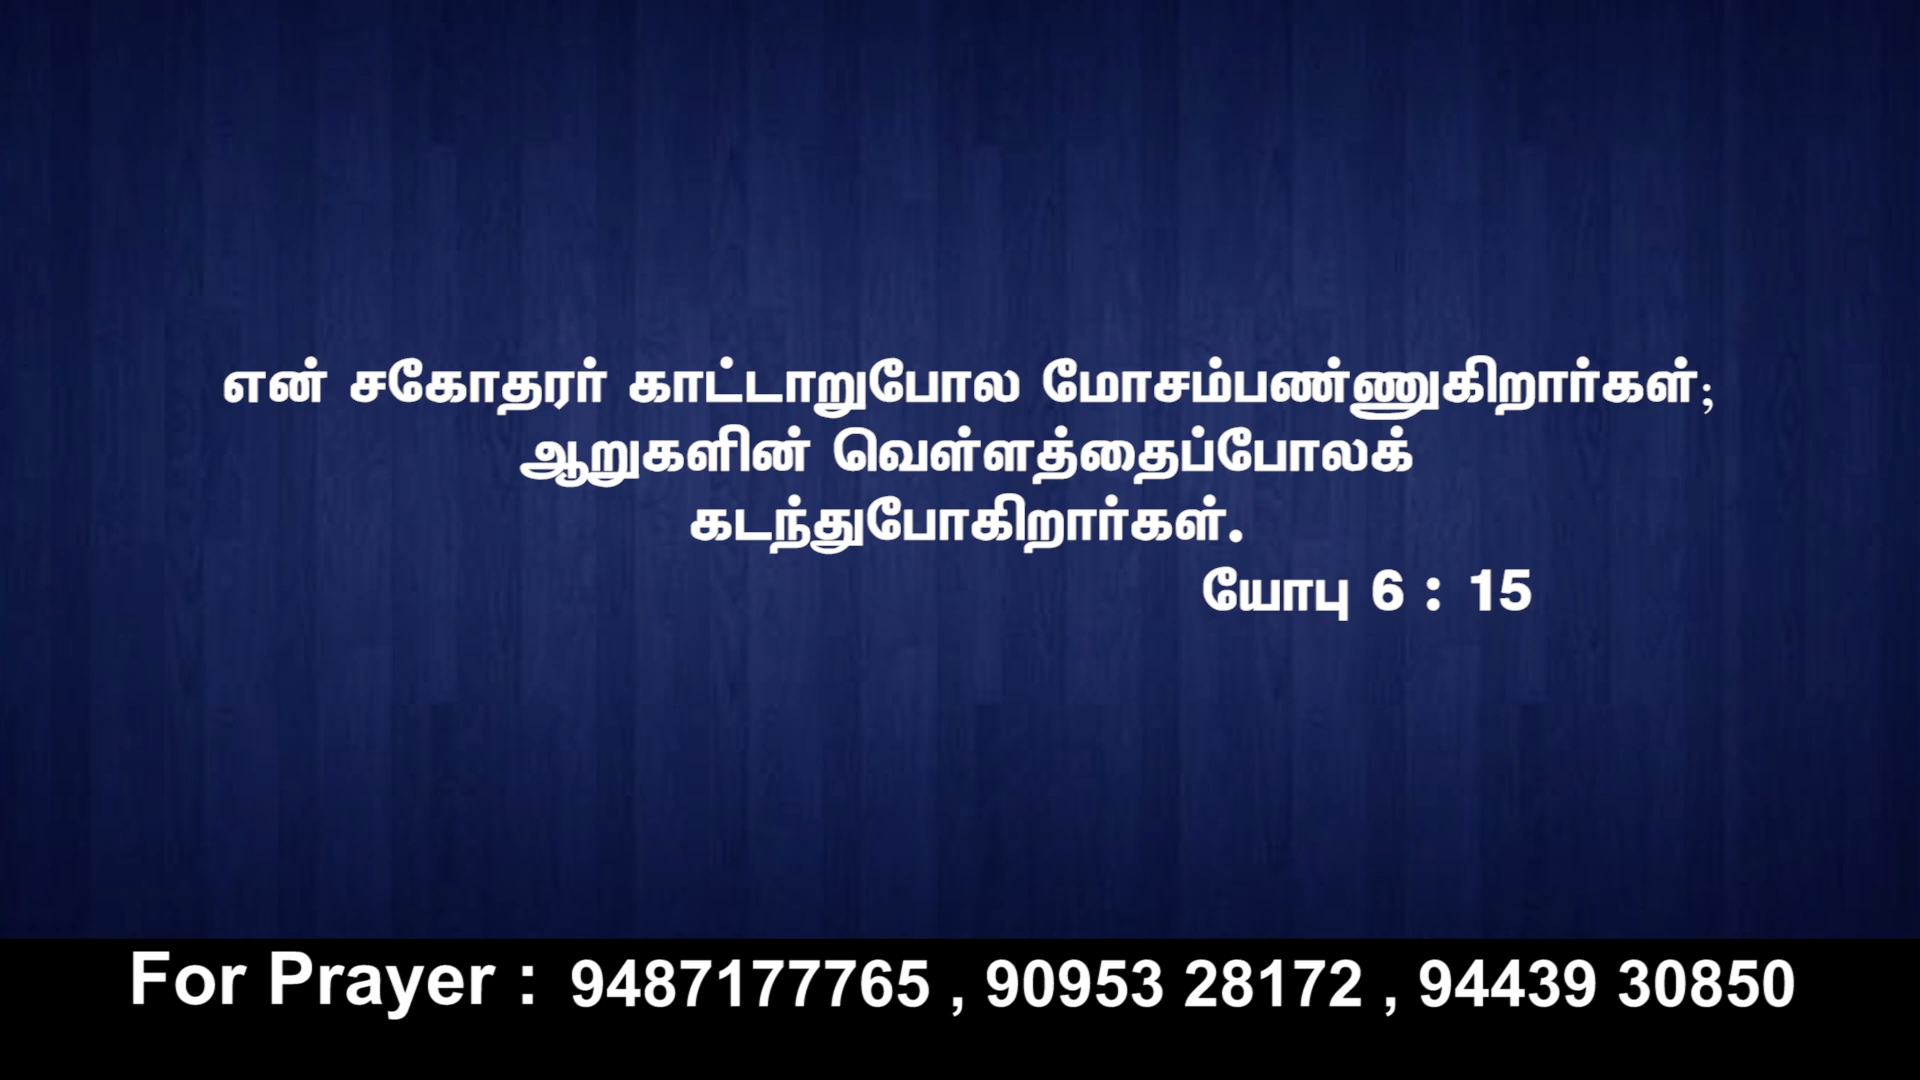 என் சகோதரர் காட்டாறுபோல மோசம்பண்ணுகிறார்கள்;
ஆறுகளின் வெள்ளத்தைப்போலக்
கடந்துபோகிறார்கள்.
யோபு 6 : 15
For Prayer : 9487177765 , 90953 28172 , 94439 30850